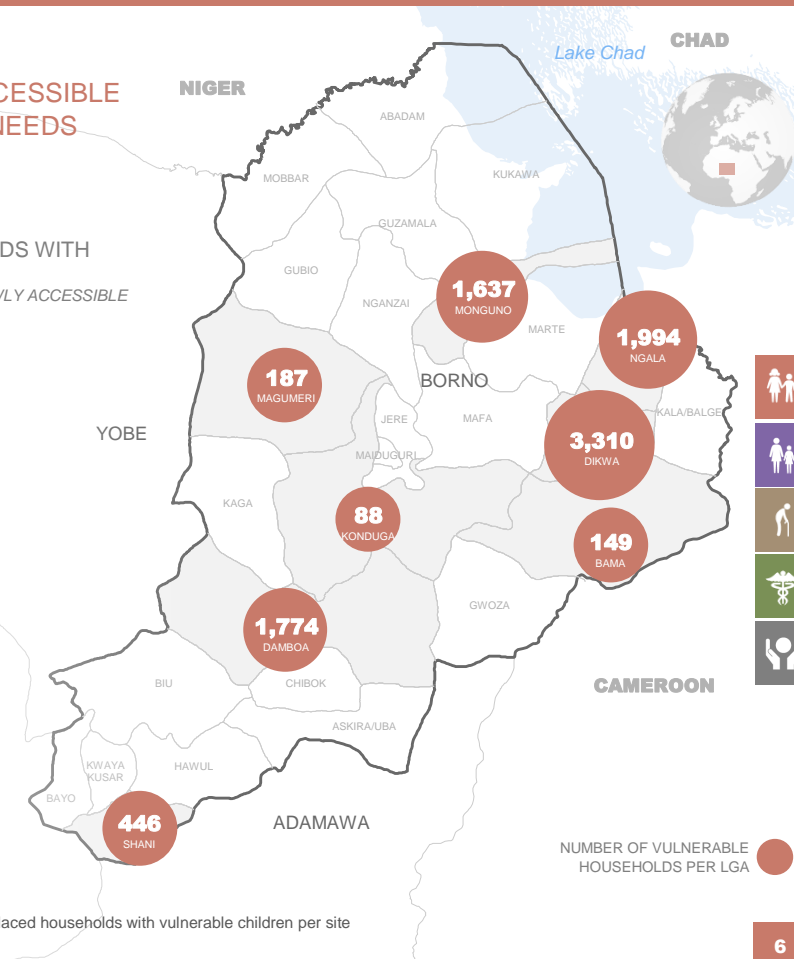 CHAD
Lake Chad
NIGER
CESSIBLE
NEEDS
ABADAM
MOBBAR
KUKAWA
GUZAMALA
DS WITH
GUBIO
WLY ACCESSIBLE
NGANZAI
1,637
MONGUNO
MARTE
1,994
NGALA
187
MAGUMERI
BORNO
JERE
MAFA
KALA/BALGE
YOBE
3,310
DIKWA
MAIDUGURI
KAGA
88
KONDUGA
149
BAMA
GWOZA
1,774
DAMBOA
BIU
CHIBOK
CAMEROON
ASKIRA/UBA
KWAYA
KUSAR
HAWUL
BAYO
446
SHANI
ADAMAWA
NUMBER OF VULNERABLE
HOUSEHOLDS PER LGA
laced households with vulnerable children per site
6